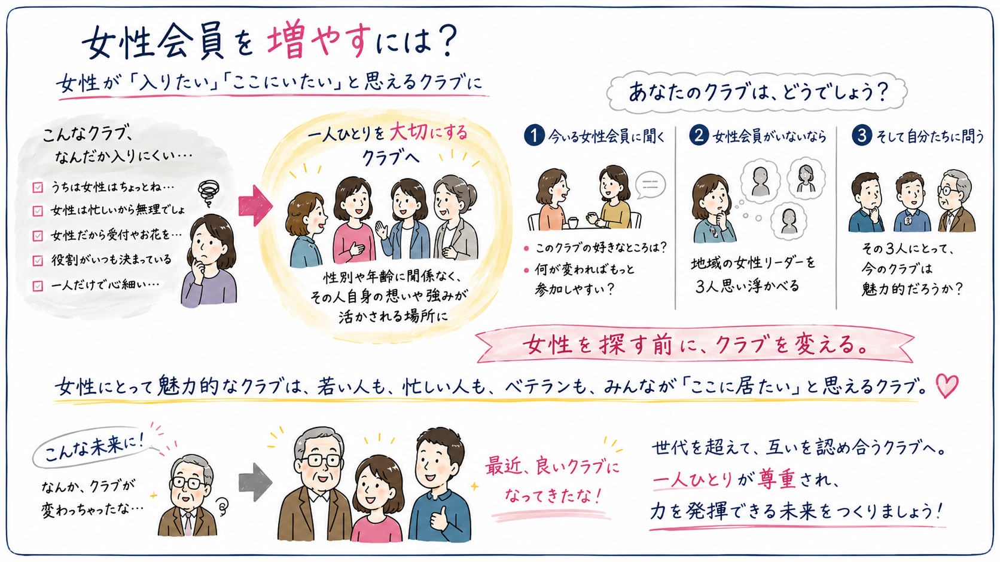 女性会員を増やすには？
女性が「入りたい」「ここにいたい」と思えるクラブに
こんなクラブ、
なんだか入りにくい…
うちは女性はちょっとね…
女性は忙しいから無理でしょ
女性だから受付やお花を…
役割がいつも決まっている
一人だけで心細い…
一人ひとりを大切にする
クラブへ
性別や年齢に関係なく、
その人自身の想いや強みが
活かされる場所に
あなたのクラブは、どうでしょう？
1 今いる女性会員に聞く
• このクラブの好きなところは？
• 何が変わればもっと
参加しやすい？
2 女性会員がいないなら
地域の女性リーダーを
3人思い浮かべる
3 そして自分たちに問う
その3人にとって、
今のクラブは
魅力的だろうか？
女性を探す前に、クラブを変える。
女性にとって魅力的なクラブは、若い人も、忙しい人も、ベテランも、みんなが「ここに居たい」と思えるクラブ。
こんな未来に！
なんか、クラブが
変わっちゃったな…
最近、良いクラブに
なってきたな！
世代を超えて、互いを認め合うクラブへ。
一人ひとりが尊重され、
力を発揮できる未来をつくりましょう！